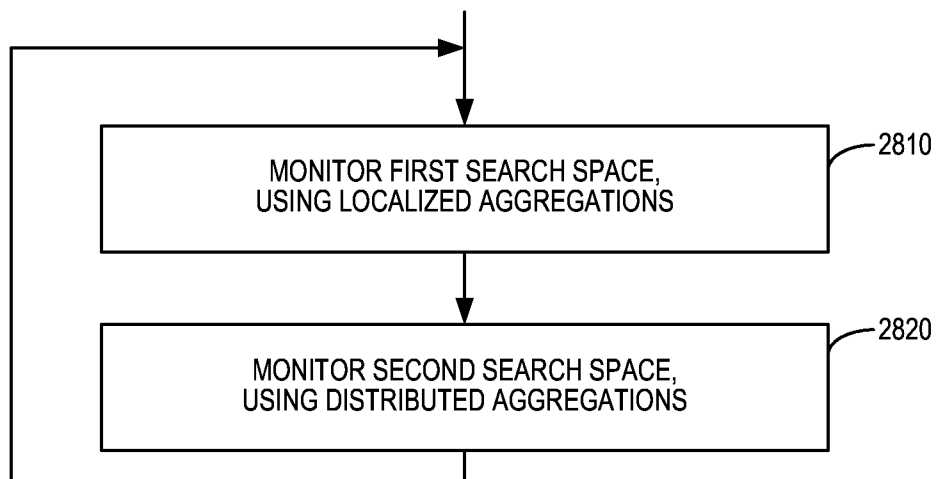 MONITOR FIRST SEARCH SPACE,
USING LOCALIZED AGGREGATIONS
2810
MONITOR SECOND SEARCH SPACE,
USING DISTRIBUTED AGGREGATIONS
2820